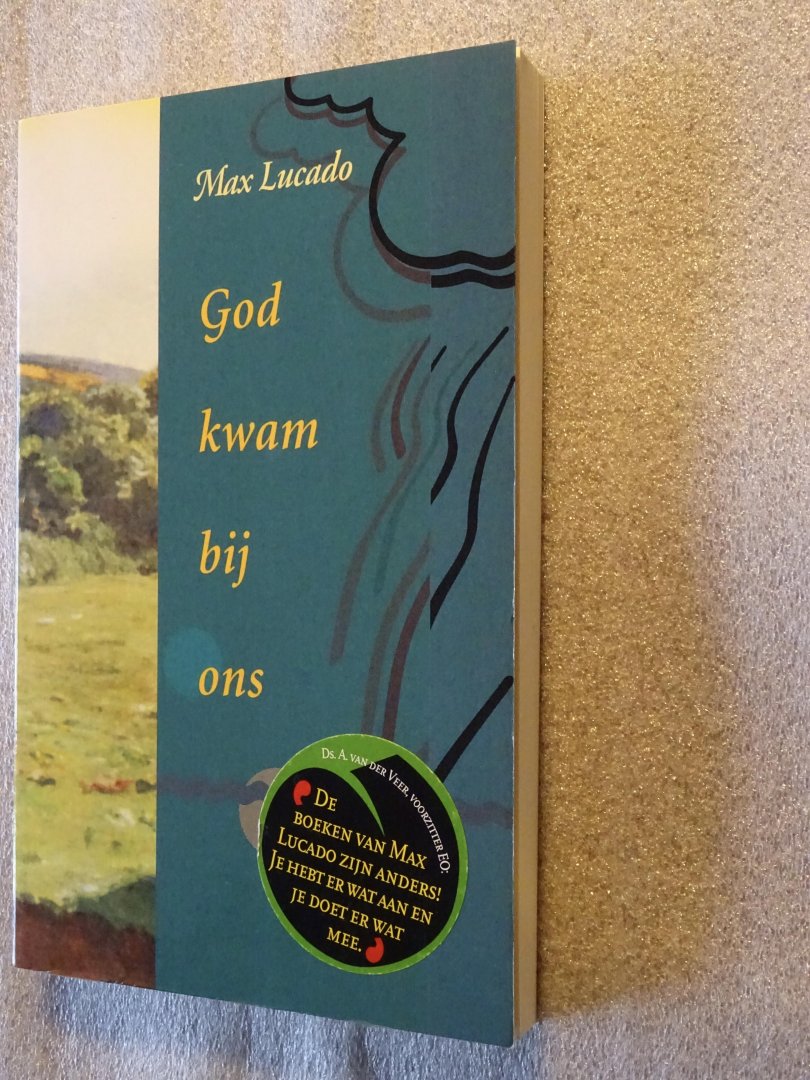 Max Lucado
God
kwam
bij
ons
Ds. A. van der Veer, voorzitter EO:
De
boeken van Max
Lucado zijn anders!
Je hebt er wat aan en
je doet er wat
mee.